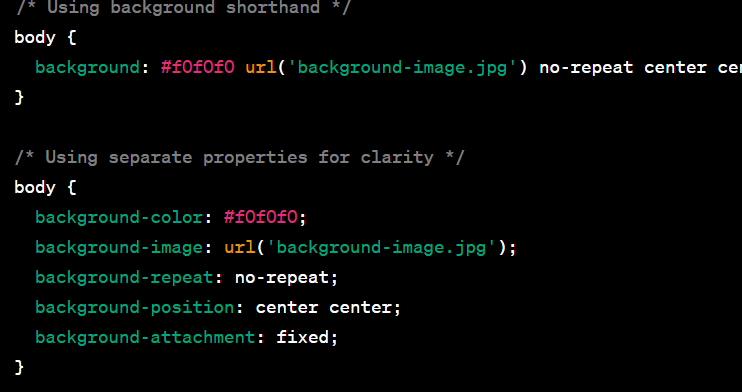 /* Using background shorthand */
body {
  background: #f0f0f0 url('background-image.jpg') no-repeat center cen
}

/* Using separate properties for clarity */
body {
  background-color: #f0f0f0;
  background-image: url('background-image.jpg');
  background-repeat: no-repeat;
  background-position: center center;
  background-attachment: fixed;
}